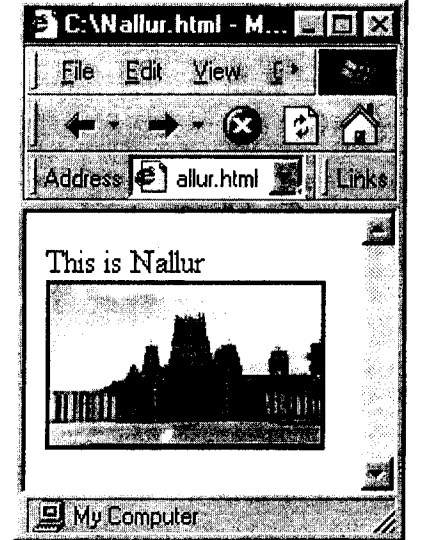 C:\Nallur.html - M...
File Edit View
Address allur.html Links
This is Nallur
My Computer